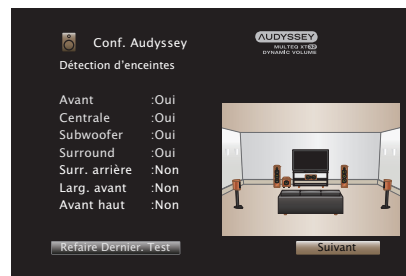 Conf. Audyssey
AUDYSSEY
MULTEQ XT32
DYNAMIC VOLUME
Détection d'enceintes
Avant :Oui
Centrale :Oui
Subwoofer :Oui
Surround :Oui
Surr. arrière :Non
Larg. avant :Non
Avant haut :Non
Refaire Dernier. Test
Suivant